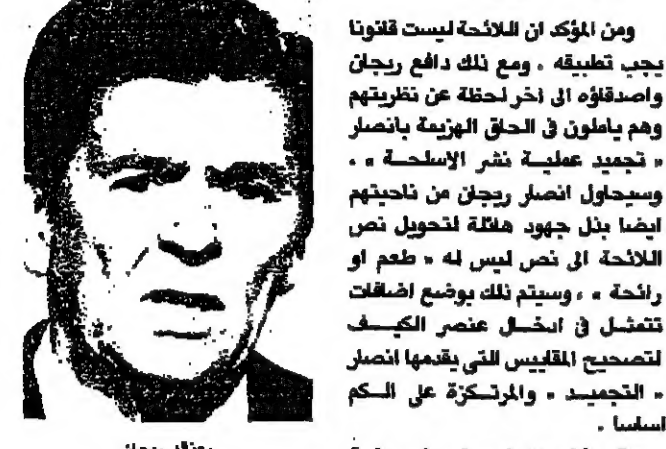 ومن المؤكد ان اللائحة ليست قانونا
يجب تطبيقه . ومع ذلك دافع ريجان
واصدقاؤه الى آخر لحظة عن نظريتهم
وهم ياملون في الحاق الهزيمة بانصار
« تجميد عملية نشر الاسلحة » .
وسيحاول انصار ريجان من ناحيتهم
ايضا بذل جهود هائلة لتحويل نص
اللائحة الى نص ليس له « طعم او
رائحة » ، وسيتم ذلك بوضع اضافات
تتمثل في ادخال عنصر الكيف
لتصحيح المقاييس التي يقدمها انصار
« التجميد » والمرتكزة على الكم
اساسا .